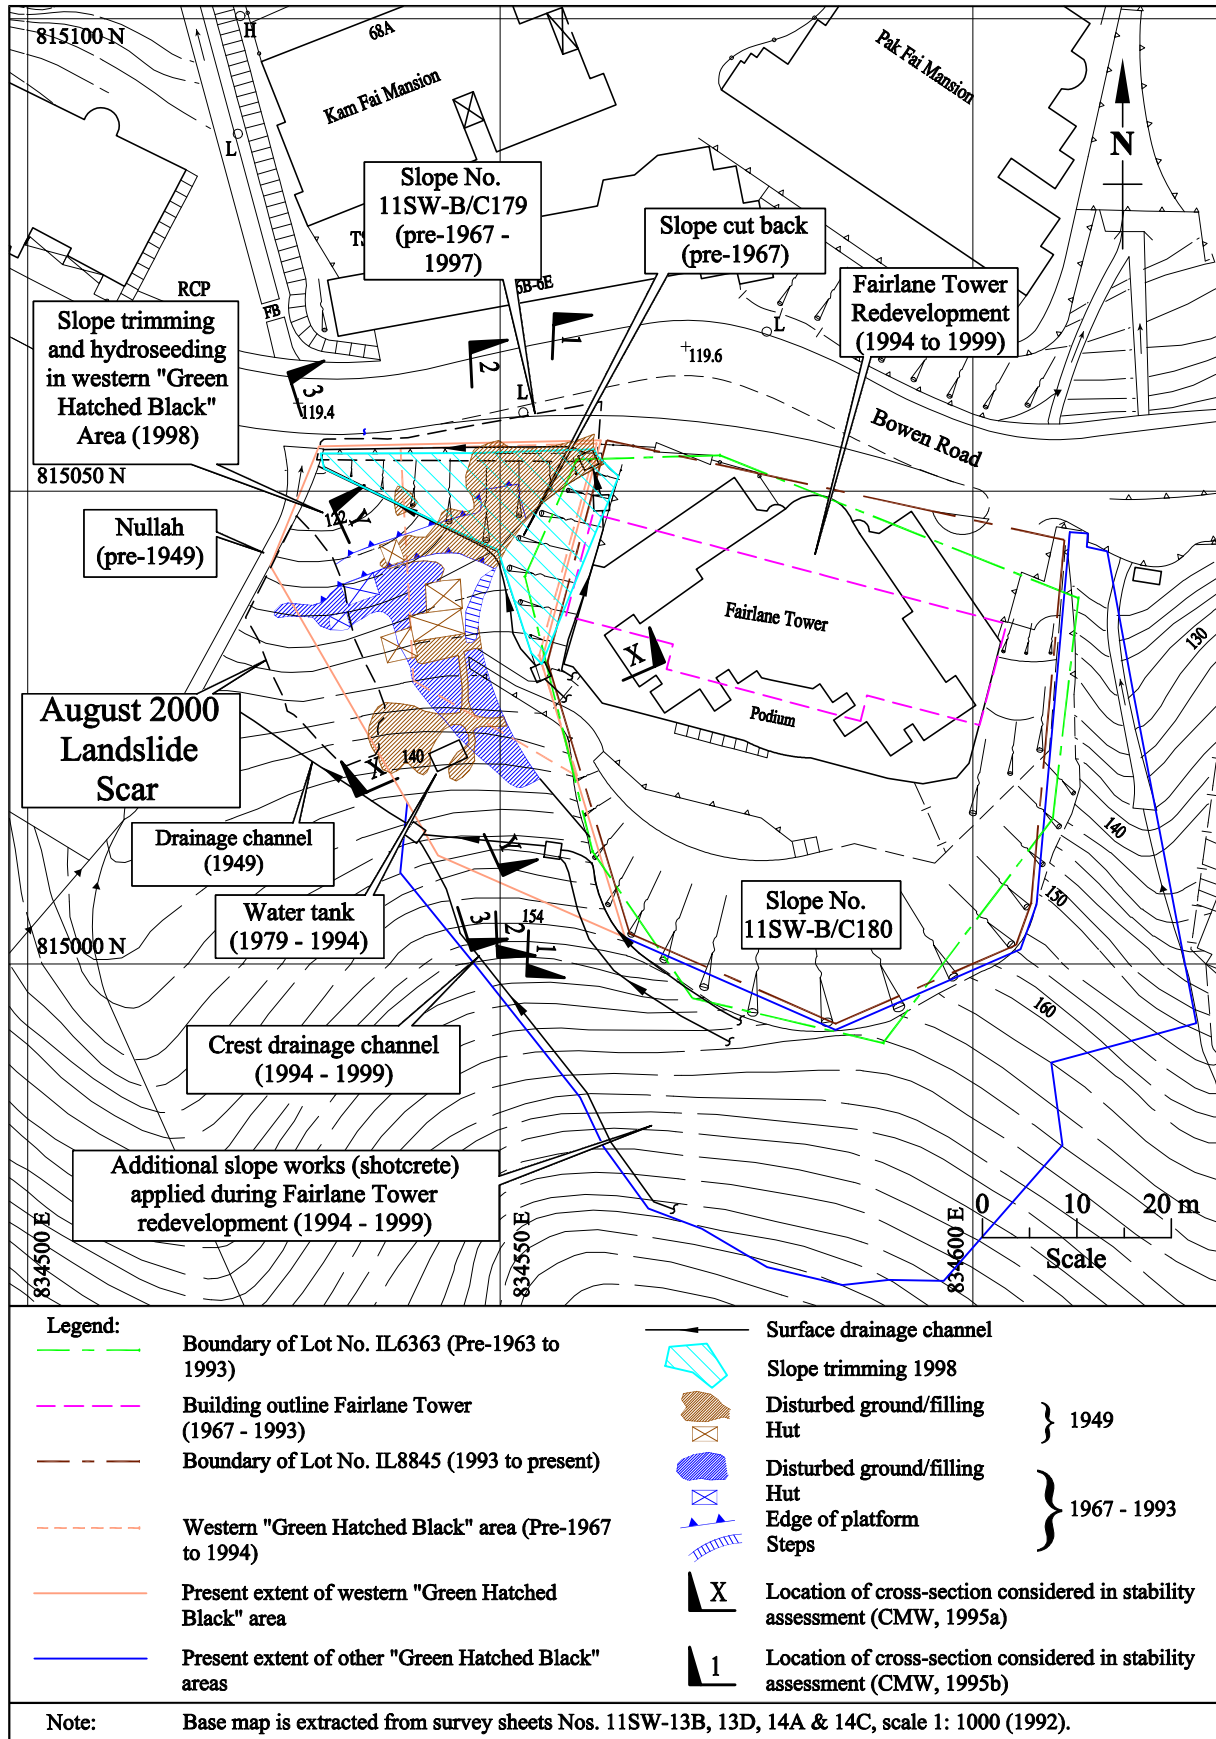 815100 N
H
68A
Kam Fai Mansion
Pak Fai Mansion
L
N
Slope No.
11SW-B/C179
(pre-1967 -
1997)
Slope cut back
(pre-1967)
RCP
FB
6B-6E
Fairlane Tower
Redevelopment
(1994 to 1999)
Slope trimming
and hydroseeding
in western "Green
Hatched Black"
Area (1998)
1
2
3
L
119.6
119.4
L
Bowen Road
815050 N
122
Y
Nullah
(pre-1949)
130
Fairlane Tower
X
Podium
August 2000
Landslide
Scar
140
X
Drainage channel
(1949)
140
Y
Water tank
(1979 - 1994)
Slope No.
11SW-B/C180
150
815000 N
154
3
2
1
160
Crest drainage channel
(1994 - 1999)
Additional slope works (shotcrete)
applied during Fairlane Tower
redevelopment (1994 - 1999)
834500 E
834550 E
834600 E
0 10 20 m
Scale
Legend:
Boundary of Lot No. IL6363 (Pre-1963 to
1993)
Building outline Fairlane Tower
(1967 - 1993)
Boundary of Lot No. IL8845 (1993 to present)
Western "Green Hatched Black" area (Pre-1967
to 1994)
Present extent of western "Green Hatched
Black" area
Present extent of other "Green Hatched Black"
areas
Surface drainage channel
Slope trimming 1998
Disturbed ground/filling
Hut
} 1949
Disturbed ground/filling
Hut
Edge of platform
Steps
} 1967 - 1993
X
Location of cross-section considered in stability
assessment (CMW, 1995a)
1
Location of cross-section considered in stability
assessment (CMW, 1995b)
Note: Base map is extracted from survey sheets Nos. 11SW-13B, 13D, 14A & 14C, scale 1: 1000 (1992).